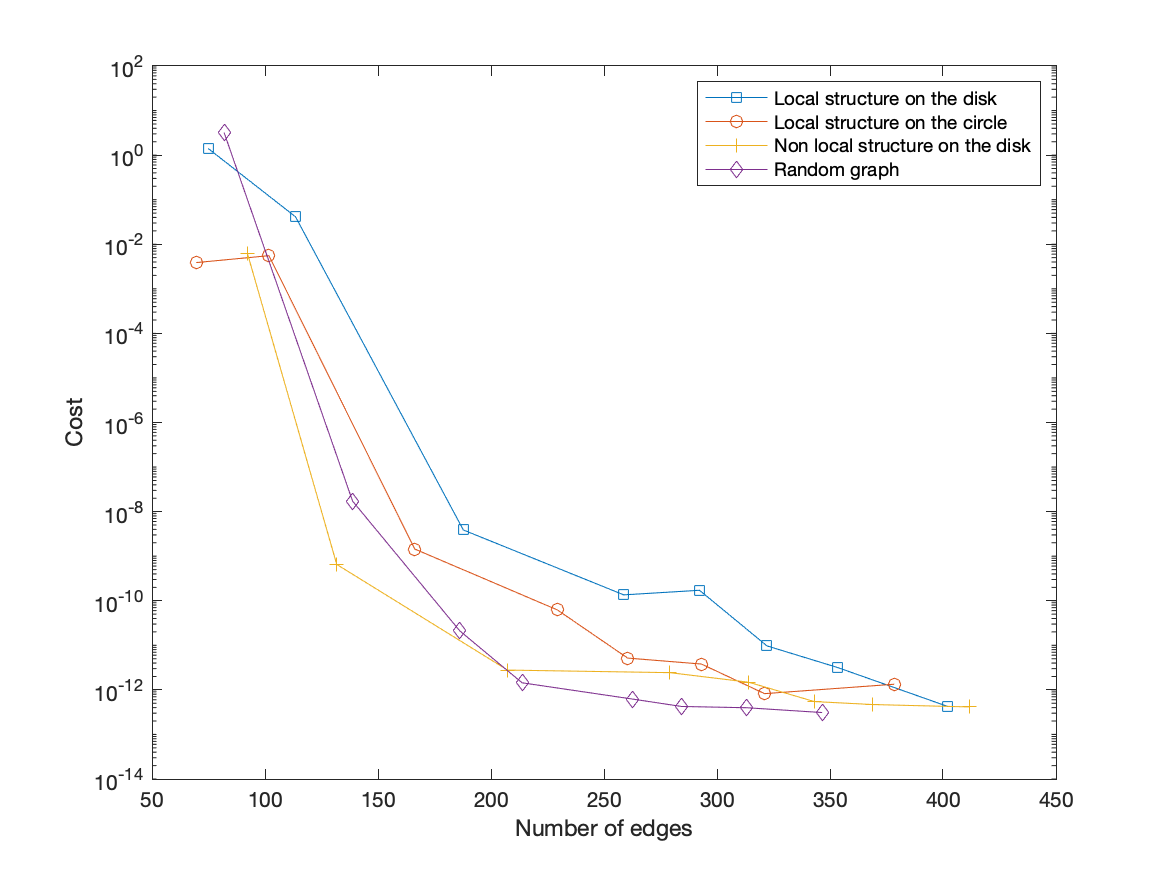 10^2
10^0
10^-2
10^-4
10^-6
10^-8
10^-10
10^-12
10^-14
Cost
Local structure on the disk
Local structure on the circle
Non local structure on the disk
Random graph
50 100 150 200 250 300 350 400 450
Number of edges